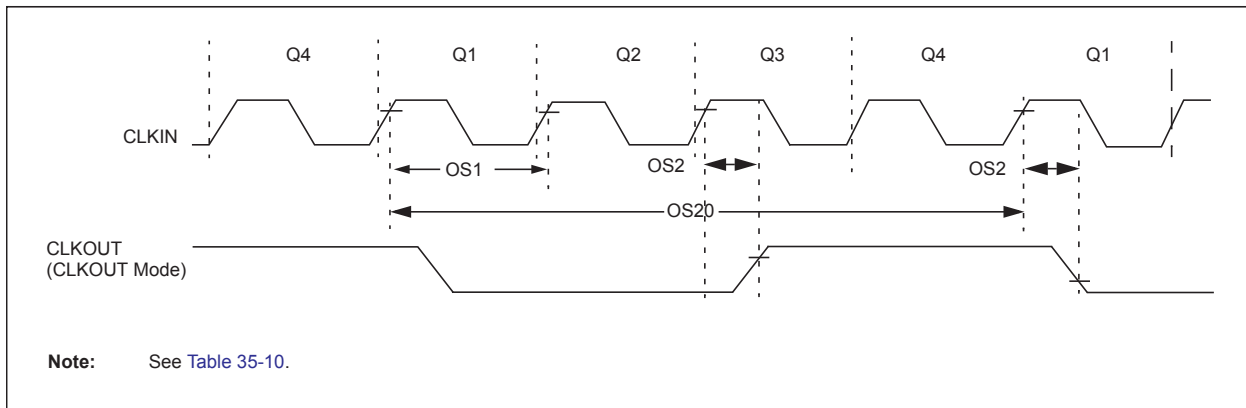 Q4 Q1 Q2 Q3 Q4 Q1
CLKIN
OS1 OS2 OS2
OS20
CLKOUT
(CLKOUT Mode)
Note: See Table 35-10.